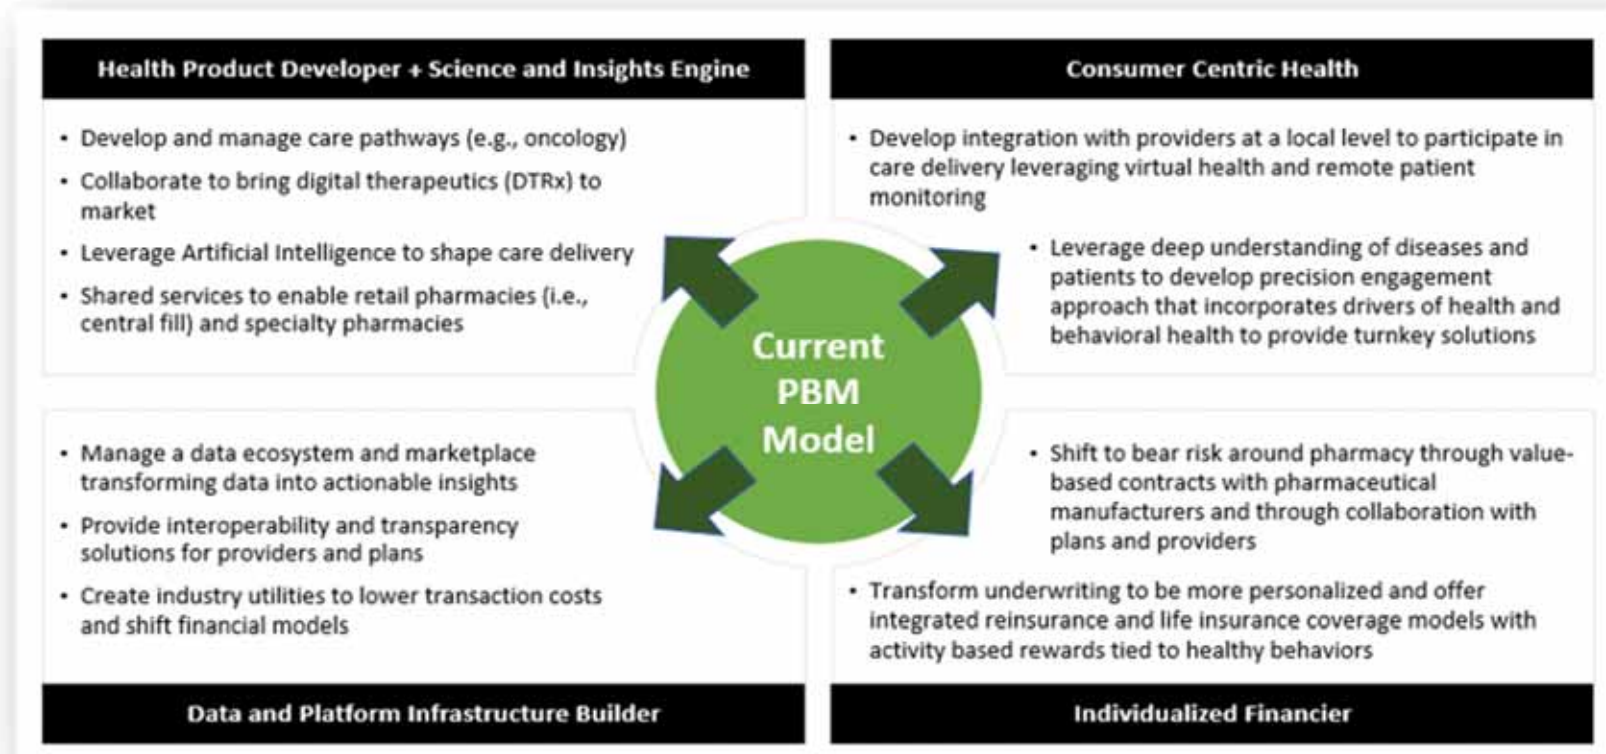 Health Product Developer + Science and Insights Engine
• Develop and manage care pathways (e.g., oncology)
• Collaborate to bring digital therapeutics (DTRx) to
market
• Leverage Artificial Intelligence to shape care delivery
• Shared services to enable retail pharmacies (i.e.,
central fill) and specialty pharmacies
Consumer Centric Health
• Develop integration with providers at a local level to participate in
care delivery leveraging virtual health and remote patient
monitoring
• Leverage deep understanding of diseases and
patients to develop precision engagement
approach that incorporates drivers of health and
behavioral health to provide turnkey solutions
Current
PBM
Model
• Manage a data ecosystem and marketplace
transforming data into actionable insights
• Provide interoperability and transparency
solutions for providers and plans
• Create industry utilities to lower transaction costs
and shift financial models
Data and Platform Infrastructure Builder
• Shift to bear risk around pharmacy through value-
based contracts with pharmaceutical
manufacturers and through collaboration with
plans and providers
• Transform underwriting to be more personalized and offer
integrated reinsurance and life insurance coverage models with
activity based rewards tied to healthy behaviors
Individualized Financier